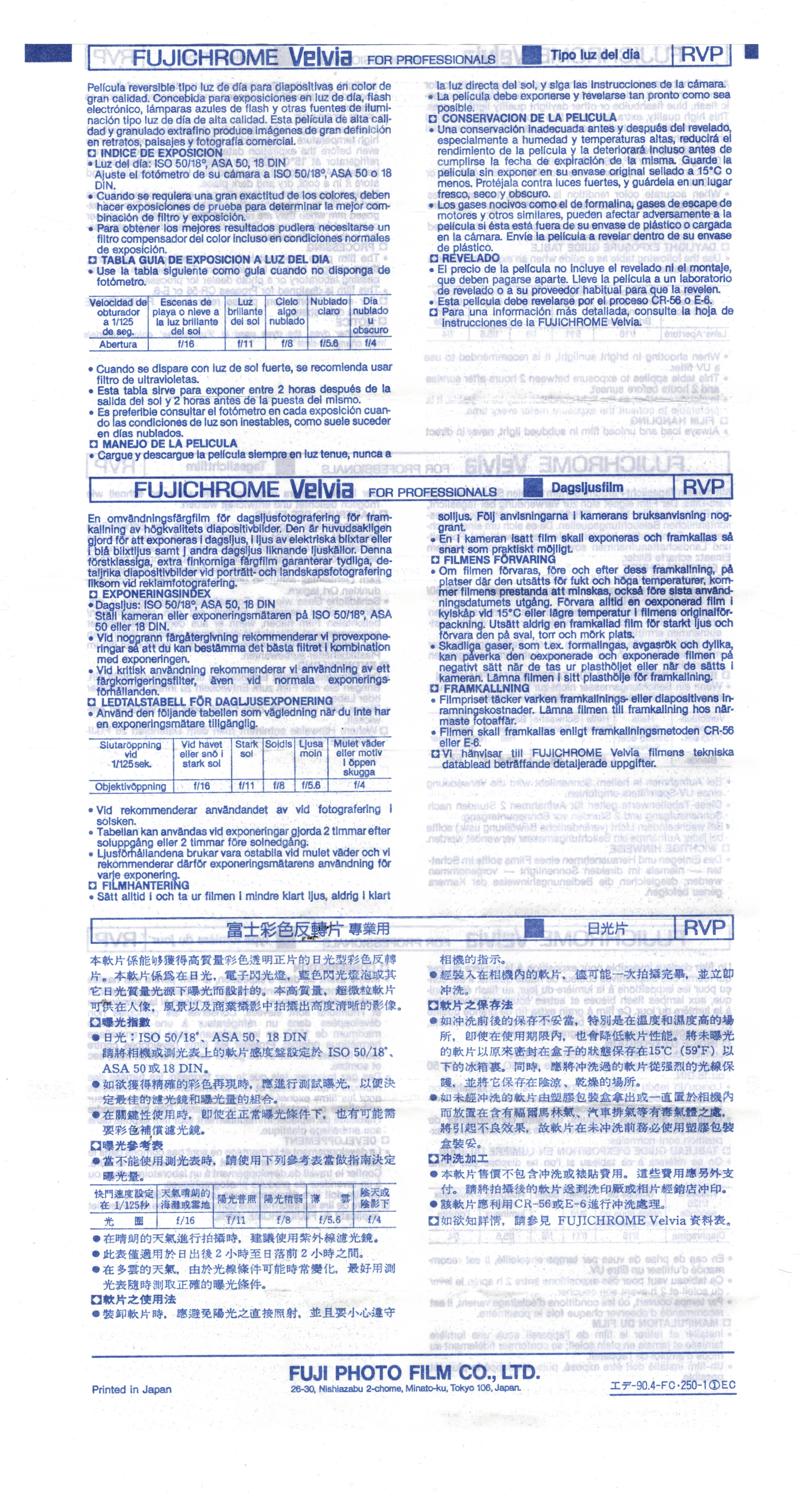 FUJICHROME Velvia FOR PROFESSIONALS Tipo luz del día RVP
Película reversible tipo luz de día para diapositivas en color de
gran calidad. Concebida para exposiciones en luz de día, flash
electrónico, lámparas azules de flash y otras fuentes de ilumi-
nación tipo luz de día de alta calidad. Esta película de alta cali-
dad y granulado extrafino produce imágenes de gran definición
en retratos, paisajes y fotografía comercial.
INDICE DE EXPOSICION
• Luz del día: ISO 50/18°, ASA 50, 18 DIN
Ajuste el fotómetro de su cámara a ISO 50/18°, ASA 50 o 18
DIN.
• Cuando se requiera una gran exactitud de los colores, deben
hacer exposiciones de prueba para determinar la mejor com-
binación de filtro y exposición.
• Para obtener los mejores resultados pudiera necesitarse un
filtro compensador del color incluso en condiciones normales
de exposición.
TABLA GUIA DE EXPOSICION A LUZ DEL DIA
• Use la tabla siguiente como guía cuando no disponga de
fotómetro.
Velocidad de obturador a 1/125 de seg. Escenas de playa o nieve a la luz brillante del sol Luz brillante del sol Cielo algo nublado Nublado claro Día nublado u obscuro
Abertura f/16 f/11 f/8 f/5.6 f/4
• Cuando se dispare con luz de sol fuerte, se recomienda usar
filtro de ultravioletas.
• Esta tabla sirve para exponer entre 2 horas después de la
salida del sol y 2 horas antes de la puesta del mismo.
• Es preferible consultar el fotómetro en cada exposición cuan-
do las condiciones de luz son inestables, como suele suceder
en días nublados.
MANEJO DE LA PELICULA
• Cargue y descargue la película siempre en luz tenue, nunca a
la luz directa del sol, y siga las instrucciones de la cámara.
• La película debe exponerse y revelarse tan pronto como sea
posible.
CONSERVACION DE LA PELICULA
• Una conservación inadecuada antes y después del revelado,
especialmente a humedad y temperaturas altas, reducirá el
rendimiento de la película y la deteriorará incluso antes de
cumplirse la fecha de expiración de la misma. Guarde la
película sin exponer en su envase original sellado a 15°C o
menos. Protéjala contra luces fuertes, y guárdela en un lugar
fresco, seco y obscuro.
• Los gases nocivos como el de formalina, gases de escape de
motores y otros similares, pueden afectar adversamente a la
película si ésta está fuera de su envase de plástico o cargada
en la cámara. Envíe la película a revelar dentro de su envase
de plástico.
REVELADO
• El precio de la película no incluye el revelado ni el montaje,
que deben pagarse aparte. Lleve la película a un laboratorio
de revelado o a su proveedor habitual para que la revelen.
• Esta película debe revelarse por el proceso CR-56 o E-6.
Para una información más detallada, consulte la hoja de
instrucciones de la FUJICHROME Velvia.
FUJICHROME Velvia FOR PROFESSIONALS Dagsljusfilm RVP
En omvändningsfärgfilm för dagsljusfotografering för fram-
kallning av högkvalitets diapositivbilder. Den är huvudsakligen
gjord för att exponeras i dagsljus, i ljus av elektriska blixtar eller
i blå blixtljus samt j andra dagsljus liknande ljuskällor. Denna
förstklassiga, extra finkorniga färgfilm garanterar tydliga, de-
taljrika diapositivbilder vid porträtt- och landskapsfotografering
liksom vid reklamfotografering.
EXPONERINGSINDEX
• Dagsljus: ISO 50/18°, ASA 50, 18 DIN
Ställ kameran eller exponeringsmätaren på ISO 50/18°, ASA
50 eller 18 DIN.
• Vid noggrann färgåtergivning rekommenderar vi provexpone-
ringar så att du kan bestämma det bästa filtret i kombination
med exponeringen.
• Vid kritisk användning rekommenderar vi användning av ett
färgkorrigeringsfilter, även vid normala exponerings-
förhållanden.
LEDTALSTABELL FÖR DAGLJUSEXPONERING
• Använd den följande tabellen som vägledning när du inte har
en exponeringsmätare tillgänglig.
Slutaröppning vid 1/125 sek. Vid havet eller snö i stark sol Stark sol Soldis Ljusa moln Mulet väder eller motiv i öppen skugga
Objektivöppning f/16 f/11 f/8 f/5.6 f/4
• Vid rekommenderar användandet av vid fotografering i
solsken.
• Tabellan kan användas vid exponeringar gjorda 2 timmar efter
soluppgång eller 2 timmar före solnedgång.
• Ljusförhållandena brukar vara ostabila vid mulet väder och vi
rekommenderar därför exponeringsmätarens användning för
varje exponering.
FILMHANTERING
• Sätt alltid i och ta ur filmen i mindre klart ljus, aldrig i klart
solljus. Följ anvisningarna i kamerans bruksanvisning nog-
grant.
• En i kameran isatt film skall exponeras och framkallas så
snart som praktiskt möjligt.
FILMENS FÖRVARING
• Om filmen förvaras, före och efter dess framkallning, på
platser där den utsätts för fukt och höga temperaturer, kom-
mer filmens prestanda att minskas, också före sista använd-
ningsdatumets utgång. Förvara alltid en oexponerad film i
kylskåp vid 15°C eller lägre temperatur i filmens originalför-
packning. Utsätt aldrig en framkallad film för starkt ljus och
förvara den på sval, torr och mörk plats.
• Skadliga gaser, som t.ex. formalingas, avgasrök och dylika,
kan påverka den oexponerade och exponerade filmen på
negativt sätt när de tas ur plasthöljet eller när de sätts i
kameran. Lämna filmen i sitt plasthölje för framkallning.
FRAMKALLNING
• Filmpriset täcker varken framkallnings- eller diapositivens in-
ramningskostnader. Lämna filmen till framkallning hos när-
maste fotoaffär.
• Filmen skall framkallas enligt framkallningsmetoden CR-56
eller E-6.
Vi hänvisar till FUJICHROME Velvia filmens tekniska
datablead beträffande detaljerade uppgifter.
富士彩色反轉片 專業用 日光片 RVP
本軟片係能够獲得高質量彩色透明正片的日光型彩色反轉
片。本軟片係爲在日光，電子閃光燈，藍色閃光燈泡或其
它日光質量光源下曝光而設計的。本高質量，超微粒軟片
可供在人像，風景以及商業攝影中拍攝出高度清晰的影像。
曝光指數
●日光：ISO 50/18°、ASA 50、18 DIN
請將相機或測光表上的軟片感度盤設定於 ISO 50/18°、
ASA 50 或 18 DIN。
●如欲獲得精確的彩色再現時，應進行測試曝光，以便決
定最佳的濾光鏡和曝光量的組合。
●在關鍵性使用時，卽使在正常曝光條件下，也有可能需
要彩色補償濾光鏡。
曝光參考表
●當不能使用測光表時，請使用下列參考表當做指南決定
曝光量。
快門速度設定在 1/125秒 天氣晴朗的海灘或雪地 陽光普照 陽光稍弱 薄 雲 陰天或陰影下
光 圈 f/16 f/11 f/8 f/5.6 f/4
●在晴朗的天氣進行拍攝時，建議使用紫外線濾光鏡。
●此表僅適用於日出後 2 小時至日落前 2 小時之間。
●在多雲的天氣，由於光線條件可能時常變化，最好用測
光表隨時測取正確的曝光條件。
軟片之使用法
●裝卸軟片時，應避免陽光之直接照射，並且要小心遵守
相機的指示。
●經裝入在相機內的軟片，儘可能一次拍攝完畢，並立卽
冲洗。
軟片之保存法
●如冲洗前後的保存不妥當，特別是在溫度和濕度高的場
所，卽使在使用期限內，也會降低軟片性能。將未曝光
的軟片以原來密封在盒子的狀態保存在15℃ (59°F) 以
下的冰箱裏。同時，應將冲洗過的軟片從强烈的光線保
護，並將它保存在陰涼、乾燥的場所。
●如未經冲洗的軟片由塑膠包裝盒拿出或一直置於相機內
而放置在含有福爾馬林氣、汽車排氣等有毒氣體之處，
將引起不良效果，故軟片在未冲洗前務必使用塑膠包裝
盒裝妥。
冲洗加工
●本軟片售價不包含冲洗或裱貼費用。這些費用應另外支
付。請將拍攝後的軟片送到洗印廠或相片經銷店冲印。
●該軟片應利用CR-56或E-6進行冲洗處理。
如欲知詳情，請參見 FUJICHROME Velvia 資料表。
FUJI PHOTO FILM CO., LTD.
26-30, Nishiazabu 2-chome, Minato-ku, Tokyo 106, Japan.
Printed in Japan
エデ-90.4-FC・250-1①EC